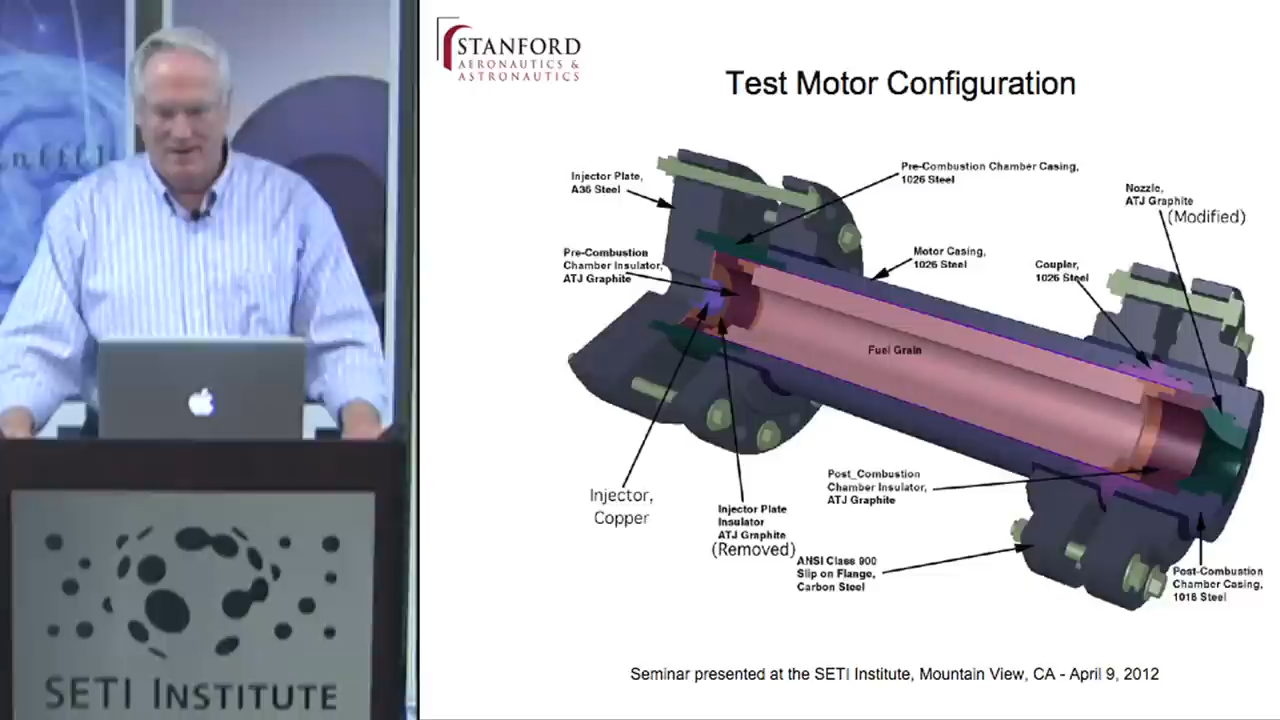 STANFORD
AERONAUTICS &
ASTRONAUTICS
Test Motor Configuration
Injector Plate,
A36 Steel
Pre-Combustion Chamber Casing,
1026 Steel
Nozzle,
ATJ Graphite
(Modified)
Pre-Combustion
Chamber Insulator,
ATJ Graphite
Motor Casing,
1026 Steel
Coupler,
1026 Steel
Fuel Grain
Injector,
Copper
Injector Plate
Insulator
ATJ Graphite
(Removed)
Post_Combustion
Chamber Insulator,
ATJ Graphite
ANSI Class 900
Slip on Flange,
Carbon Steel
Post-Combustion
Chamber Casing,
1018 Steel
Seminar presented at the SETI Institute, Mountain View, CA - April 9, 2012
SETI INSTITUTE